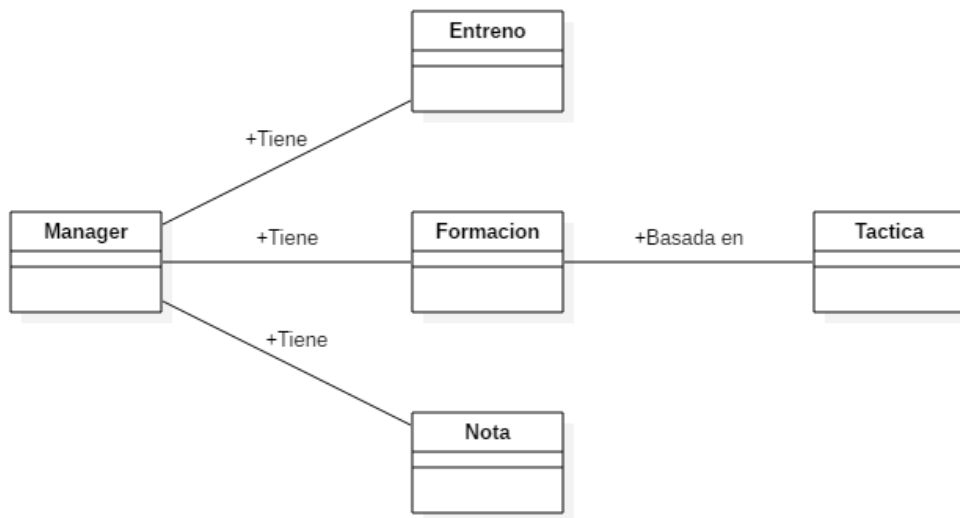 Entreno
+Tiene
Manager
+Tiene
Formacion
+Basada en
Tactica
+Tiene
Nota